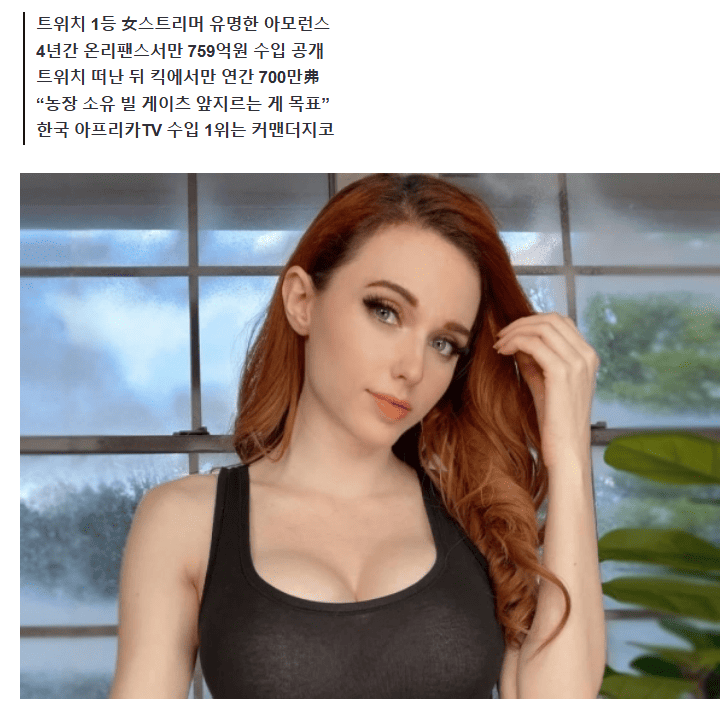 트위치 1등 女스트리머 유명한 아모런스
4년간 온리팬스서만 759억원 수입 공개
트위치 떠난 뒤 킥에서만 연간 700만弗
“농장 소유 빌 게이츠 앞지르는 게 목표”
한국 아프리카TV 수입 1위는 커맨더지코